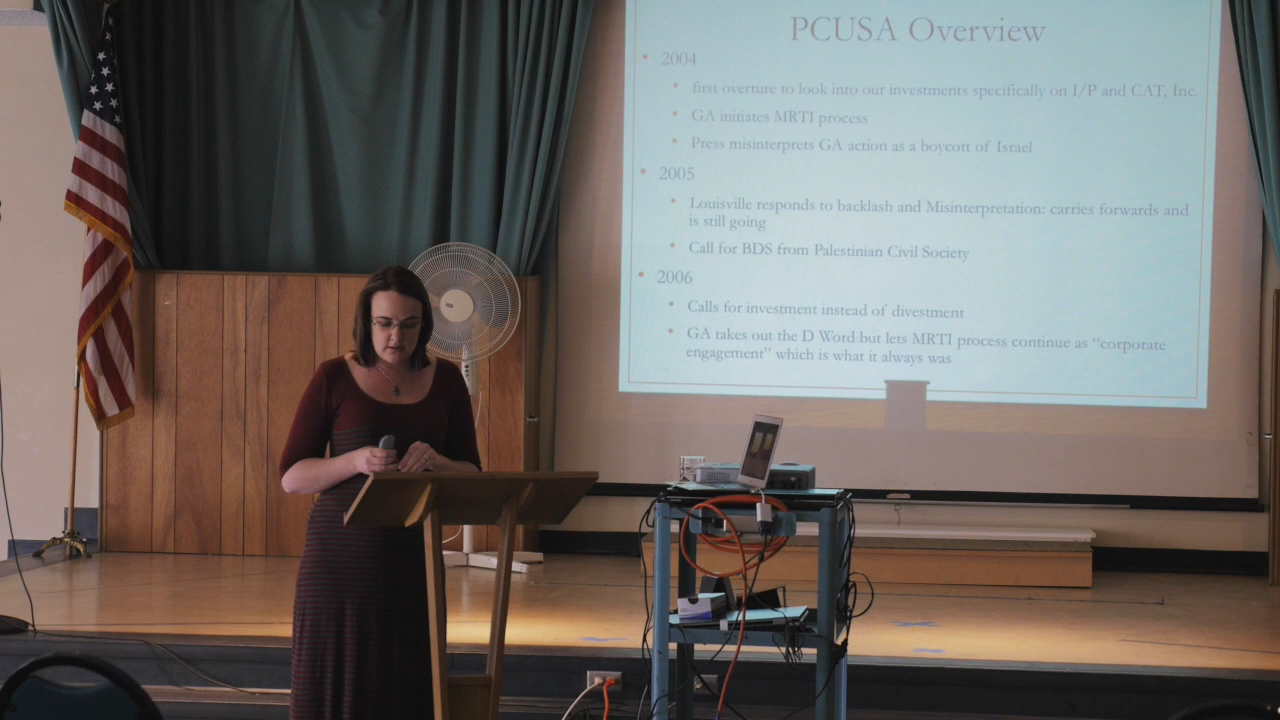 PCUSA Overview
• 2004
• first overture to look into our investments specifically on I/P and CAT, Inc.
• GA initiates MRTI process
• Press misinterprets GA action as a boycott of Israel
• 2005
• Louisville responds to backlash and Misinterpretation: carries forwards and
is still going
• Call for BDS from Palestinian Civil Society
• 2006
• Calls for investment instead of divestment
• GA takes out the D Word but lets MRTI process continue as “corporate
engagement” which is what it always was